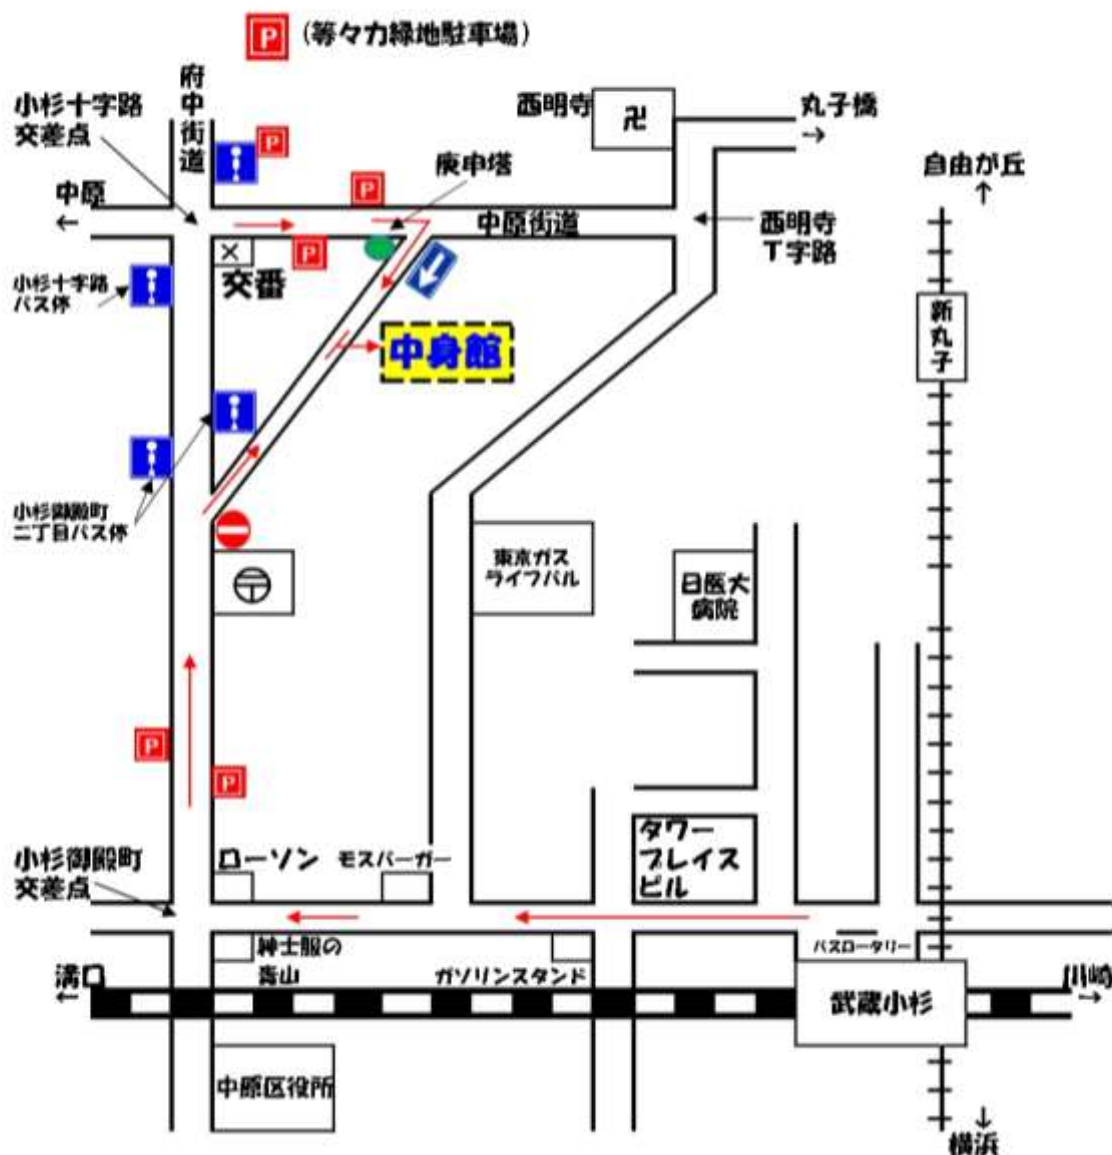 P (等々力緑地駐車場)
府中街道
小杉十字路
交差点
西明寺
卍
丸子橋
→
P
庚申塔
自由が丘
↑
中原
←
P
中原街道
西明寺
T字路
P
交番
小杉十字路
バス停
新丸子
中身館
小杉御殿町
二丁目バス停
東京ガス
ライフバル
日医大
病院
〒
P
P
タワー
プレイス
ビル
小杉御殿町
交差点
ローソン
モスバーガー
紳士服の
青山
ガソリンスタンド
バスロータリー
溝口
←
川崎
→
武蔵小杉
中原区役所
↓
横浜